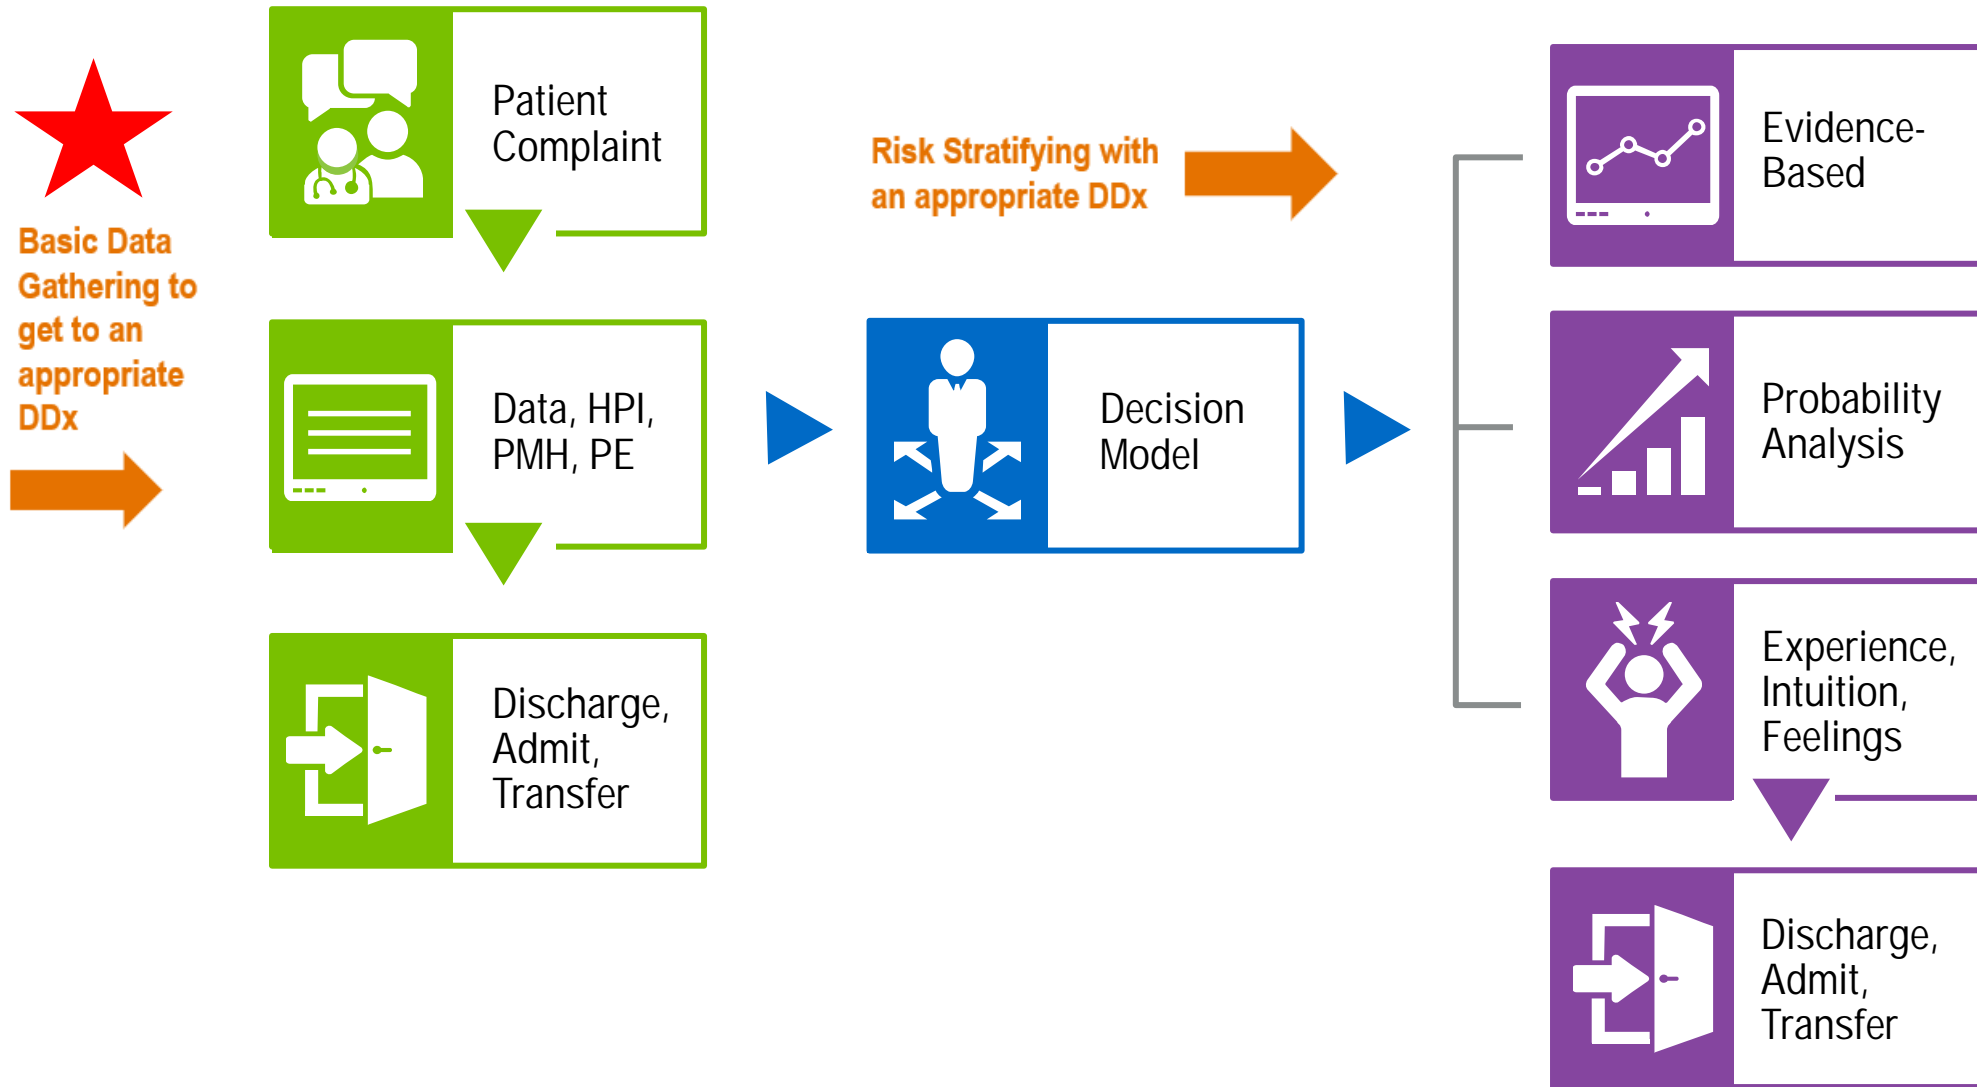 Basic Data
Gathering to
get to an
appropriate
DDx
Patient
Complaint
Data, HPI,
PMH, PE
Discharge,
Admit,
Transfer
Risk Stratifying with
an appropriate DDx
Decision
Model
Evidence-
Based
Probability
Analysis
Experience,
Intuition,
Feelings
Discharge,
Admit,
Transfer